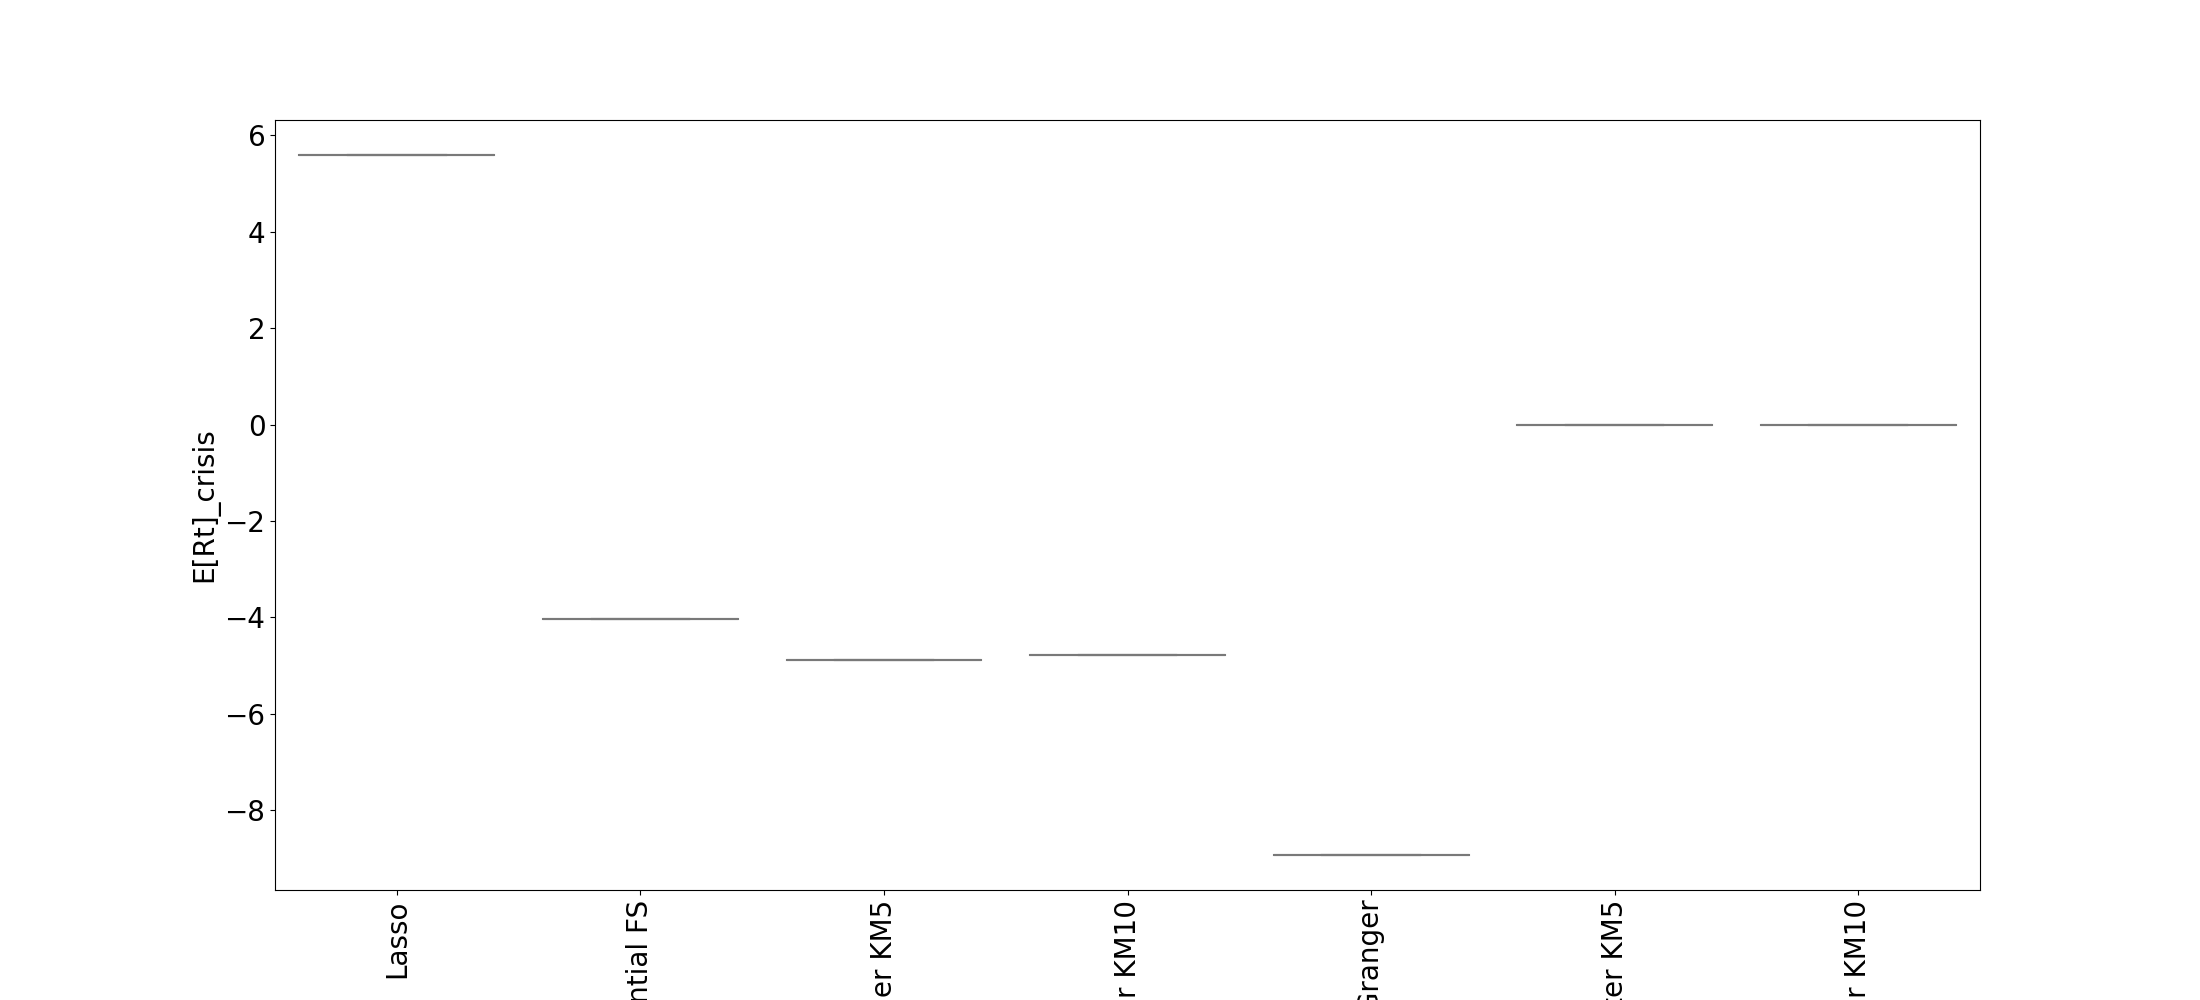 6
4
2
0
−2
−4
−6
−8
E[Rt]_crisis
Lasso
ntial FS
er KM5
r KM10
Granger
ter KM5
r KM10